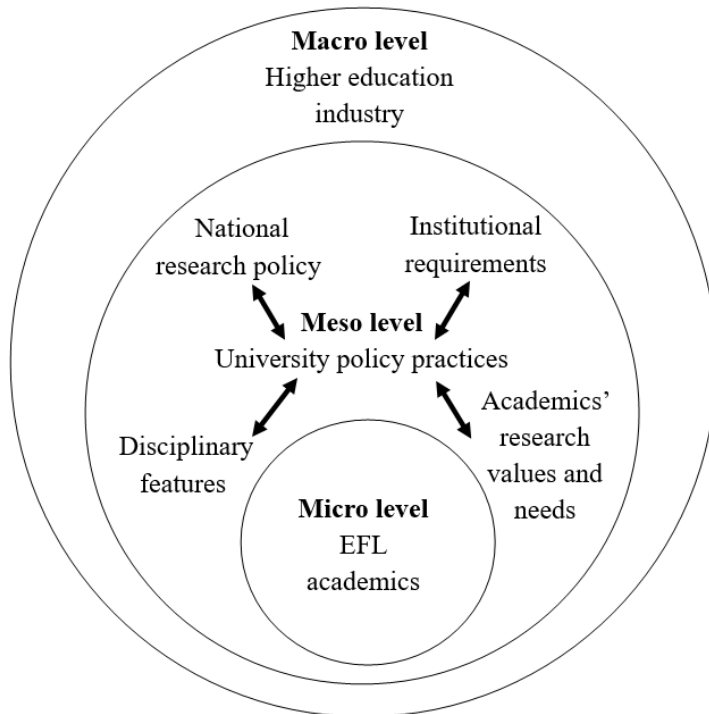 Macro level
Higher education
industry
National
research policy
Institutional
requirements
Meso level
University policy practices
Disciplinary
features
Academics’
research
values and
needs
Micro level
EFL
academics